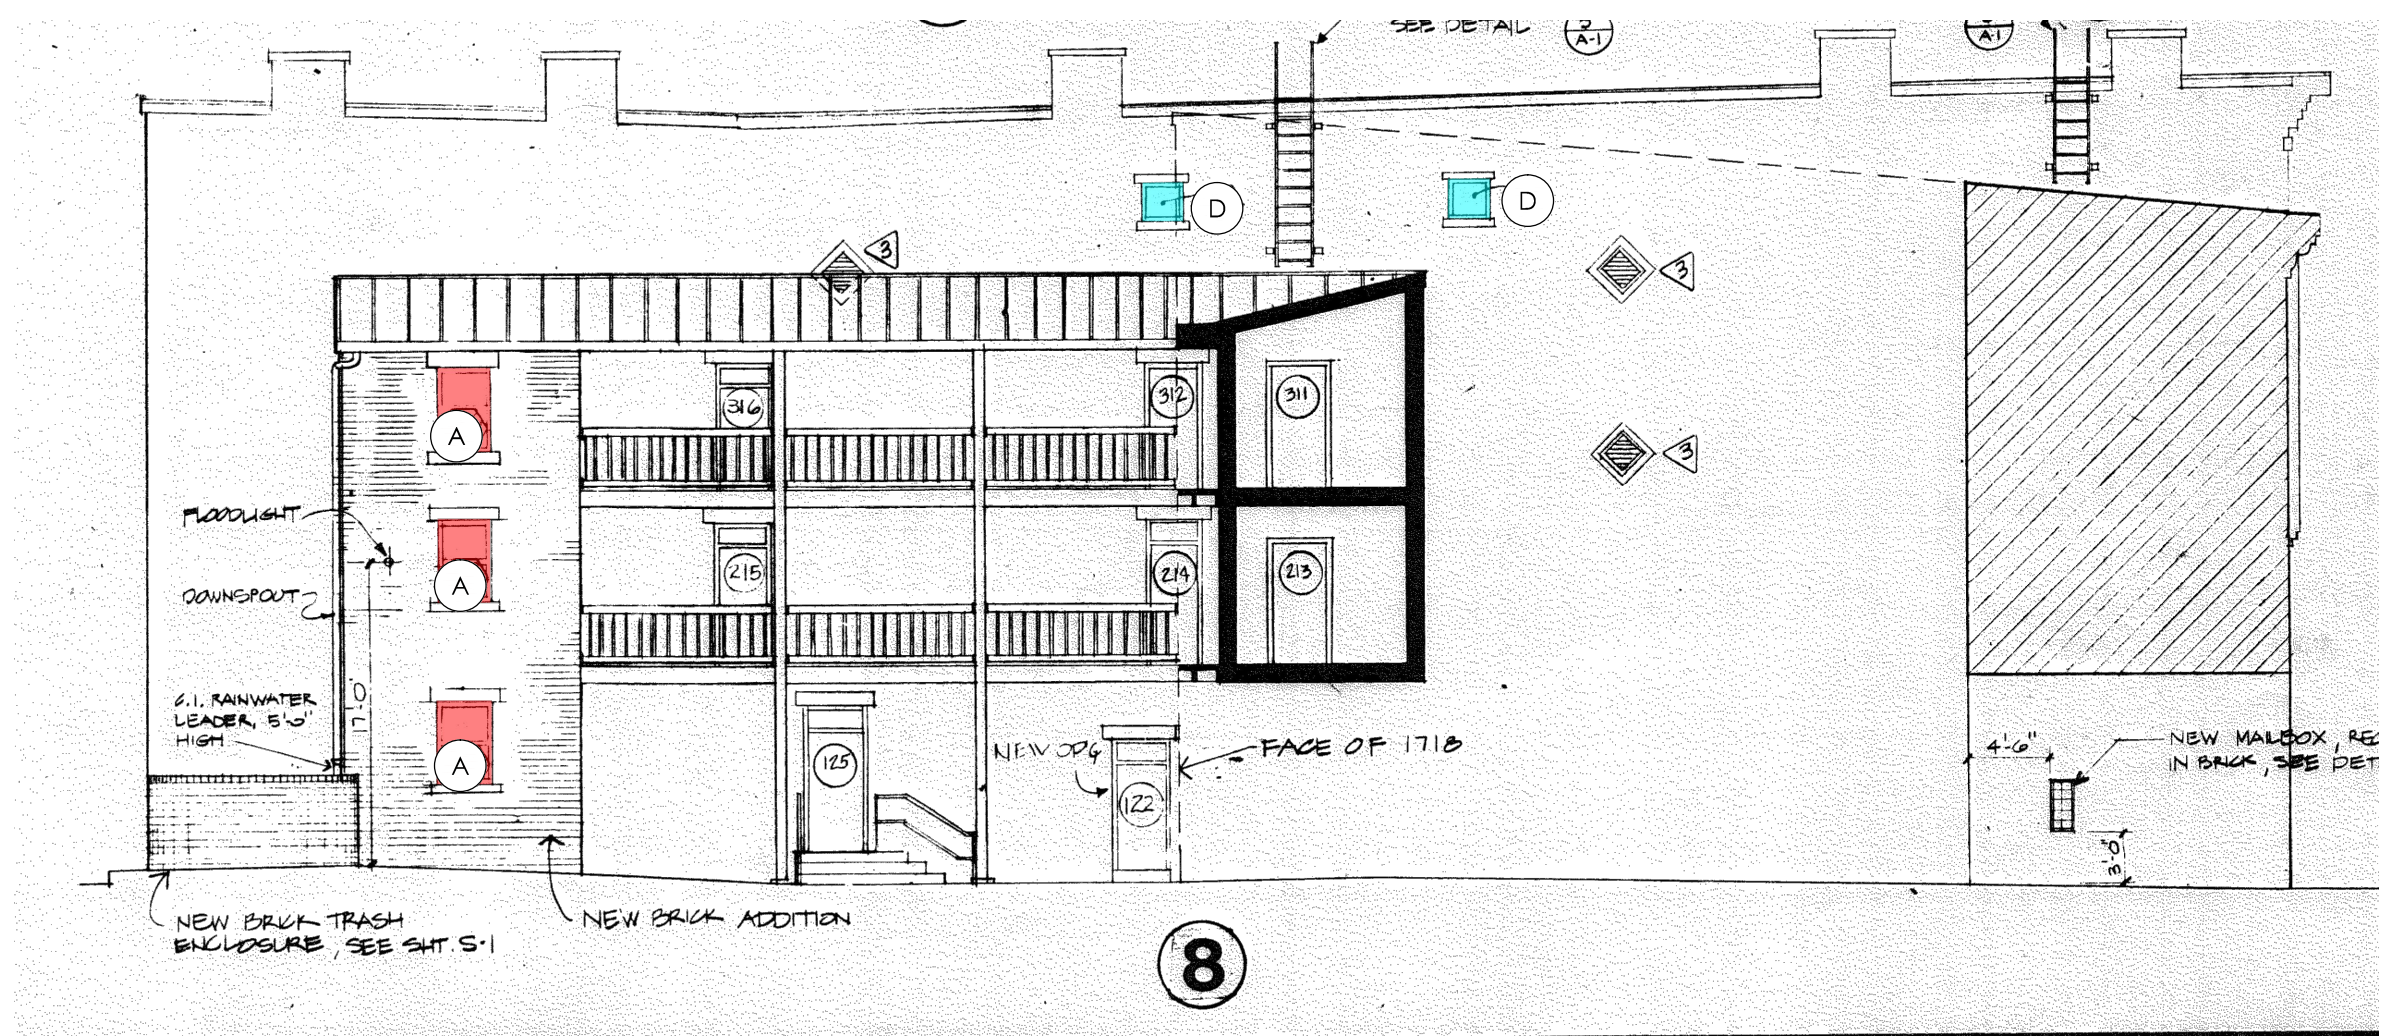 SEE DETAIL
A-1
A-1
D
D
3
3
3
316
312
311
A
A
A
FLOODLIGHT
215
214
213
DOWNSPOUT
C.I. RAINWATER
LEADER, 5'-0"
HIGH
17'-0"
125
NEW OPG
122
FACE OF 1718
4'-6"
NEW MAILBOX, REC
IN BRICK, SEE DET
3'-0"
NEW BRICK TRASH
ENCLOSURE, SEE SHT. S-1
NEW BRICK ADDITION
8